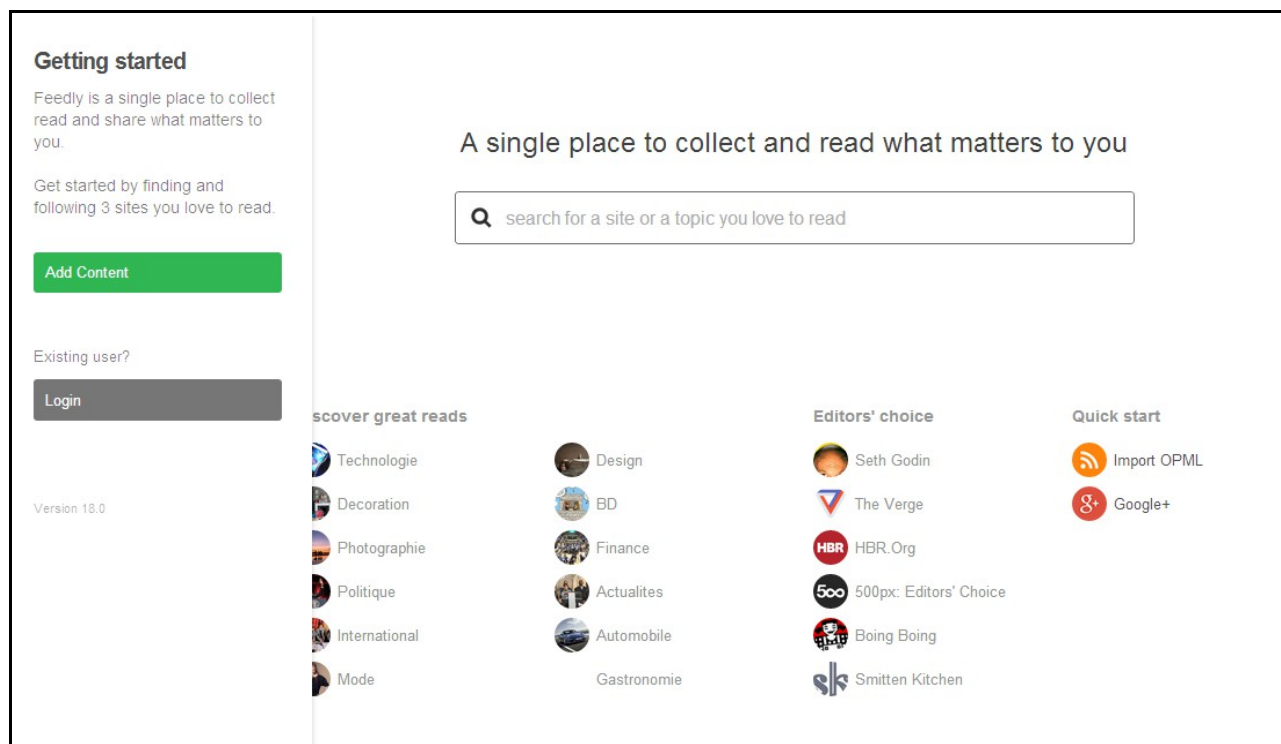 Getting started
Feedly is a single place to collect
read and share what matters to
you.
Get started by finding and
following 3 sites you love to read.
Add Content
Existing user?
Login
Version 18.0
A single place to collect and read what matters to you
search for a site or a topic you love to read
scover great reads
Technologie
Decoration
Photographie
Politique
International
Mode
Design
BD
Finance
Actualites
Automobile
Gastronomie
Editors' choice
Seth Godin
The Verge
HBR HBR.Org
500 500px: Editors' Choice
Boing Boing
sk Smitten Kitchen
Quick start
Import OPML
g+ Google+